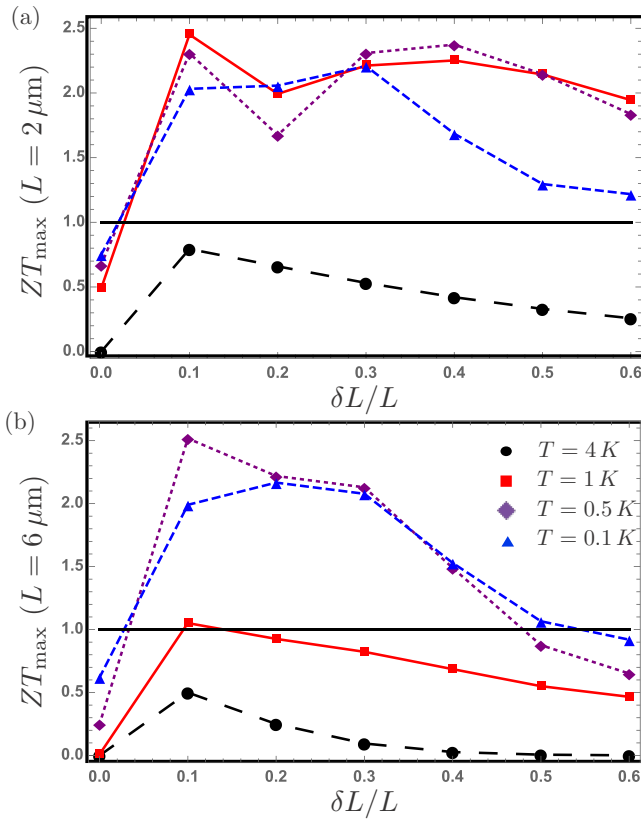 (a)
ZT_max (L = 2 μm)
2.5
2.0
1.5
1.0
0.5
0.0
0.0 0.1 0.2 0.3 0.4 0.5 0.6
δL/L
(b)
ZT_max (L = 6 μm)
2.5
2.0
1.5
1.0
0.5
0.0
T = 4 K
T = 1 K
T = 0.5 K
T = 0.1 K
0.0 0.1 0.2 0.3 0.4 0.5 0.6
δL/L